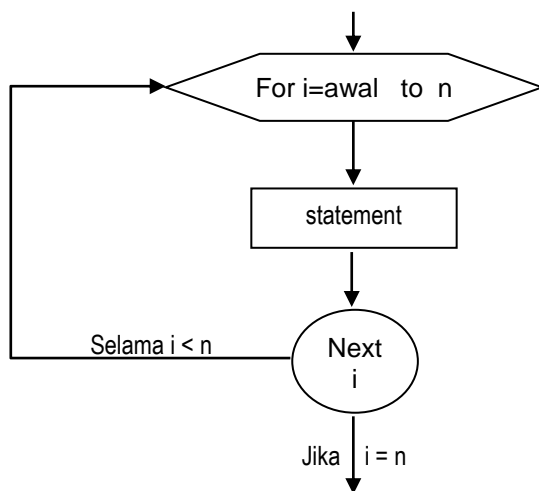 For i=awal to n
statement
Next
i
Selama i < n
Jika i = n